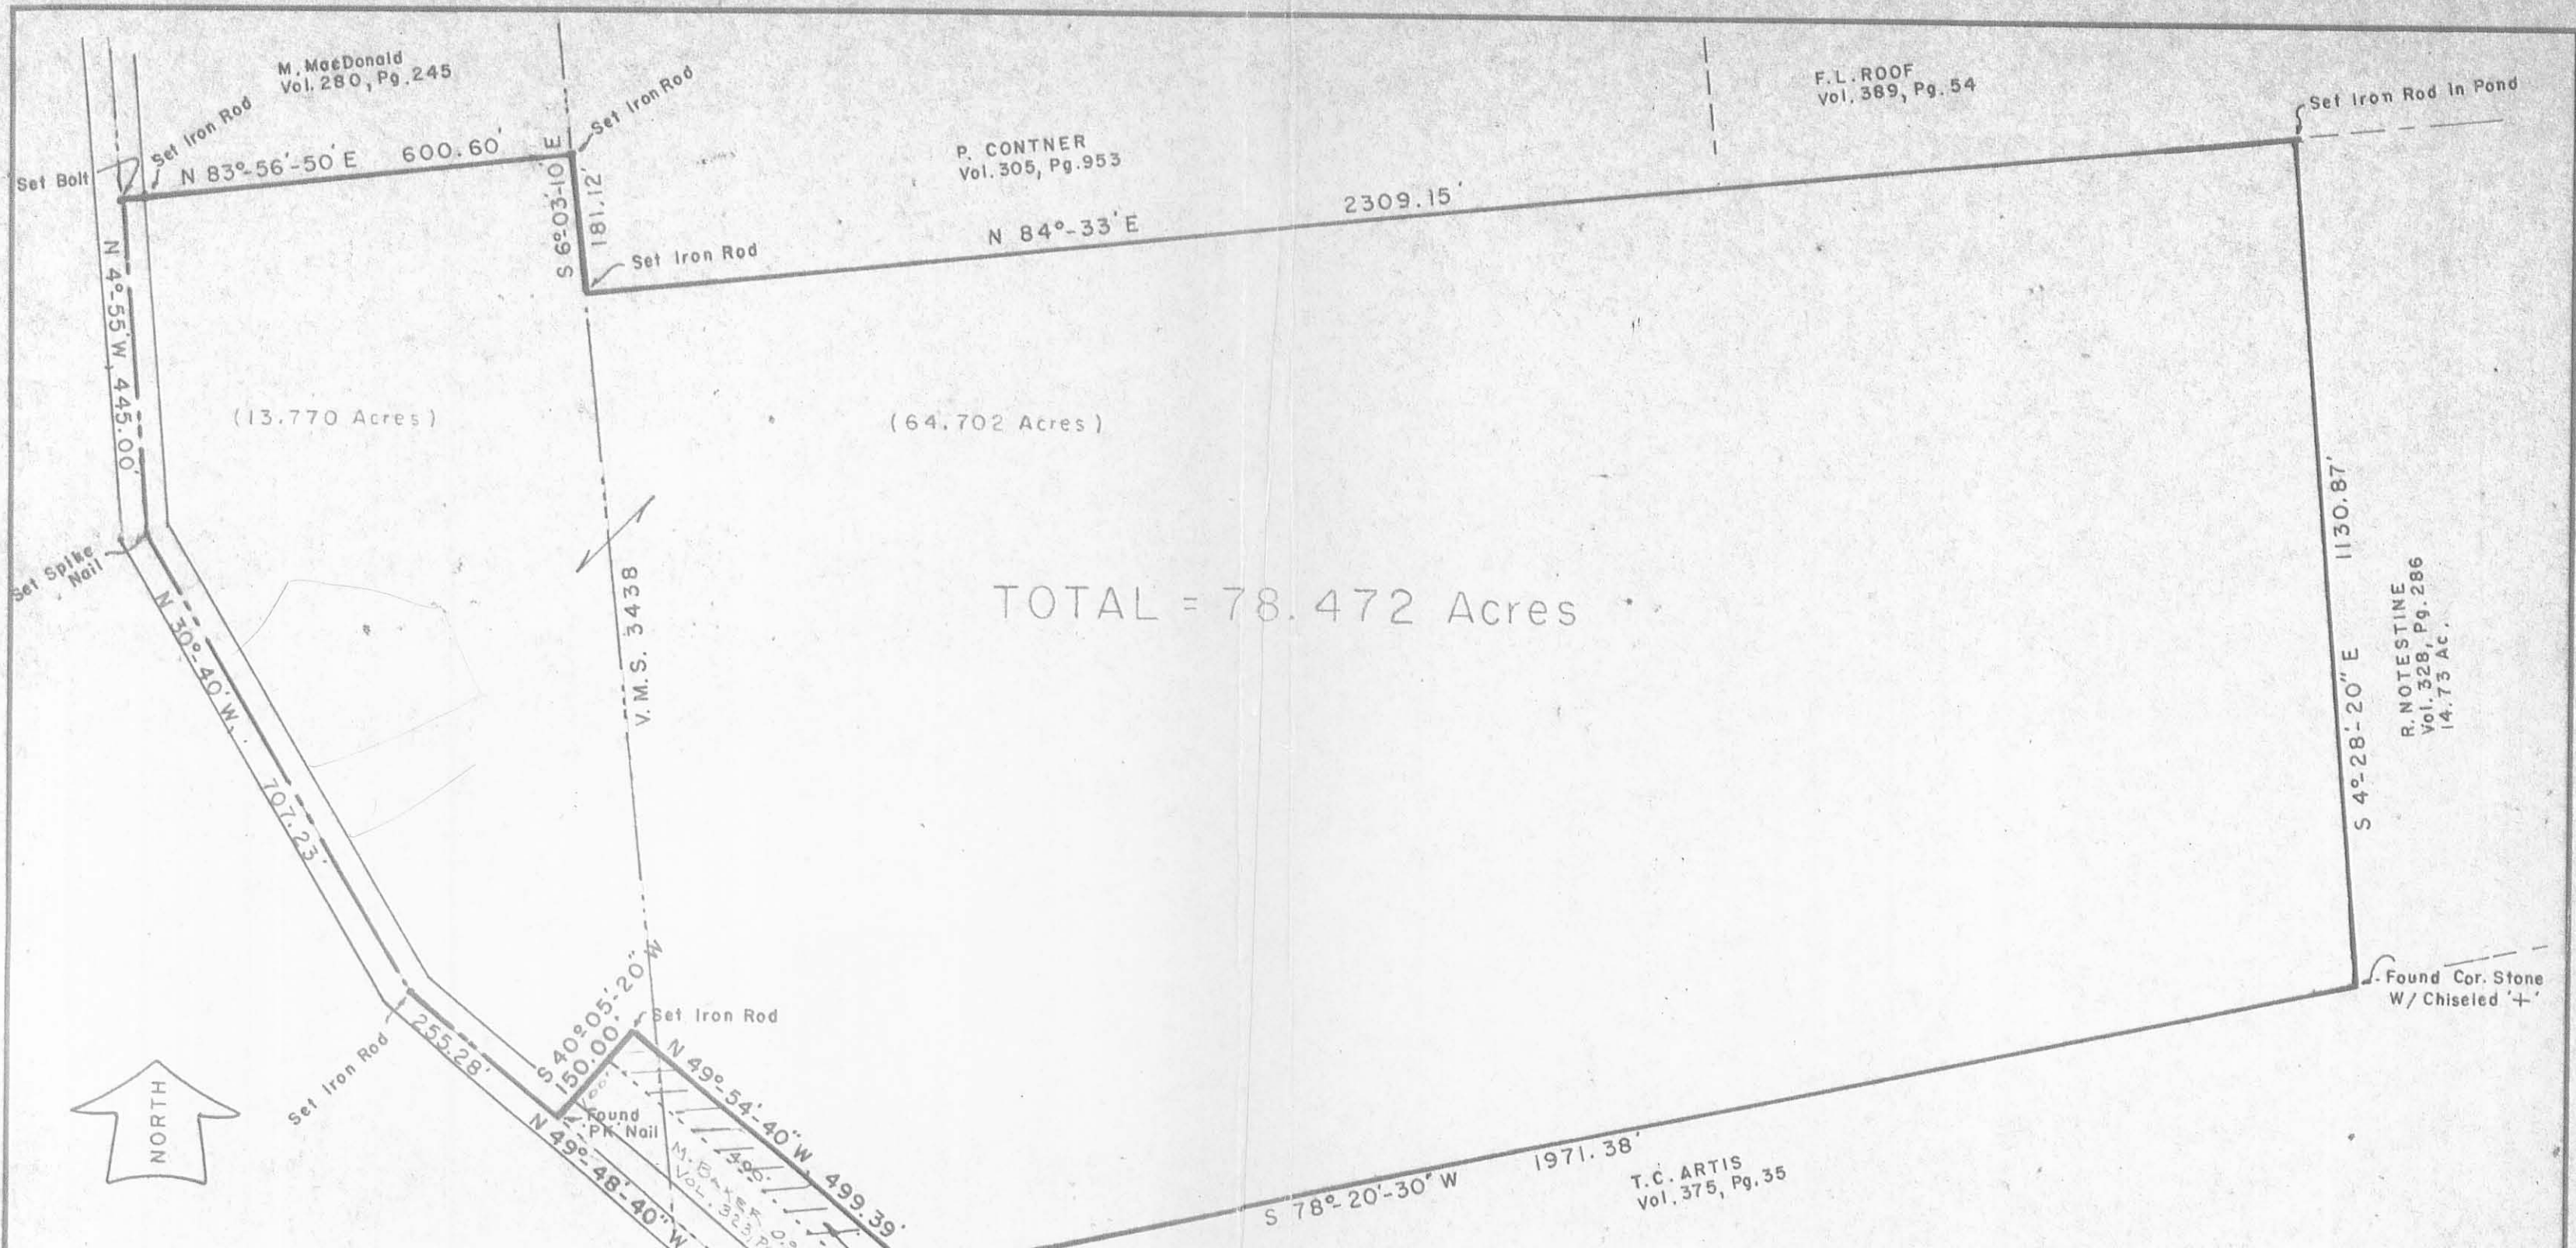 M. MacDonald
Vol. 280, Pg. 245
Set Iron Rod
Set Iron Rod
Set Bolt
N 83°-56'-50' E 600.60'
S 6°-03'-10' E
181.12'
Set Iron Rod
P. CONTNER
Vol. 305, Pg. 953
F. L. ROOF
Vol. 389, Pg. 54
Set Iron Rod In Pond
N 84°-33' E
2309.15'
N 4°-55' W, 445.00'
(13.770 Acres)
(64.702 Acres)
Set Spike
Nail
V.M.S. 3438
TOTAL = 78.472 Acres
1130.87'
S 4°-28'-20" E
R. NOTESTINE
Vol. 328, Pg. 286
14.73 Ac.
N 30°-40' W,
707.23'
Set Iron Rod
255.28'
S 40°05'-20" W
150.00'
Set Iron Rod
Found Cor. Stone
W/ Chiseled '+'
NORTH
Found
PK Nail
N 49°-54'-40" W, 499.39'
N 49°-48'-40" W
M. BAKER
VOL. 323,
1971.38'
S 78°-20'-30" W
T. C. ARTIS
Vol. 375, Pg. 35